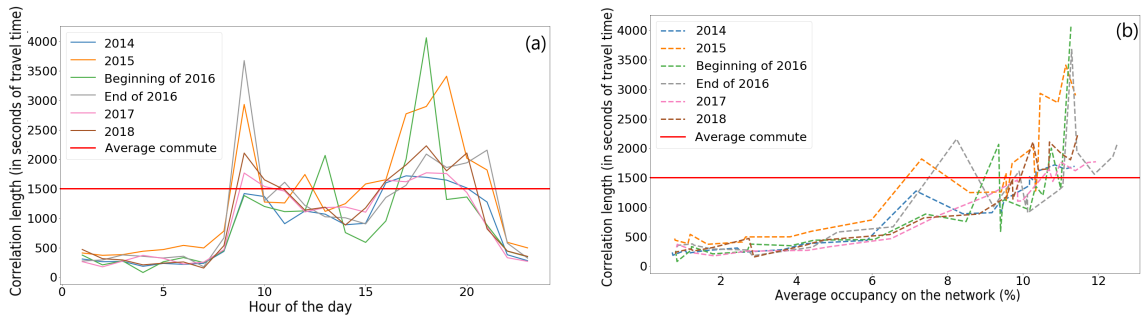 (a)
Correlation length (in seconds of travel time)
4000
3500
3000
2500
2000
1500
1000
500
0
2014
2015
Beginning of 2016
End of 2016
2017
2018
Average commute
0 5 10 15 20
Hour of the day
(b)
Correlation length (in seconds of travel time)
4000
3500
3000
2500
2000
1500
1000
500
0
2014
2015
Beginning of 2016
End of 2016
2017
2018
Average commute
2 4 6 8 10 12
Average occupancy on the network (%)